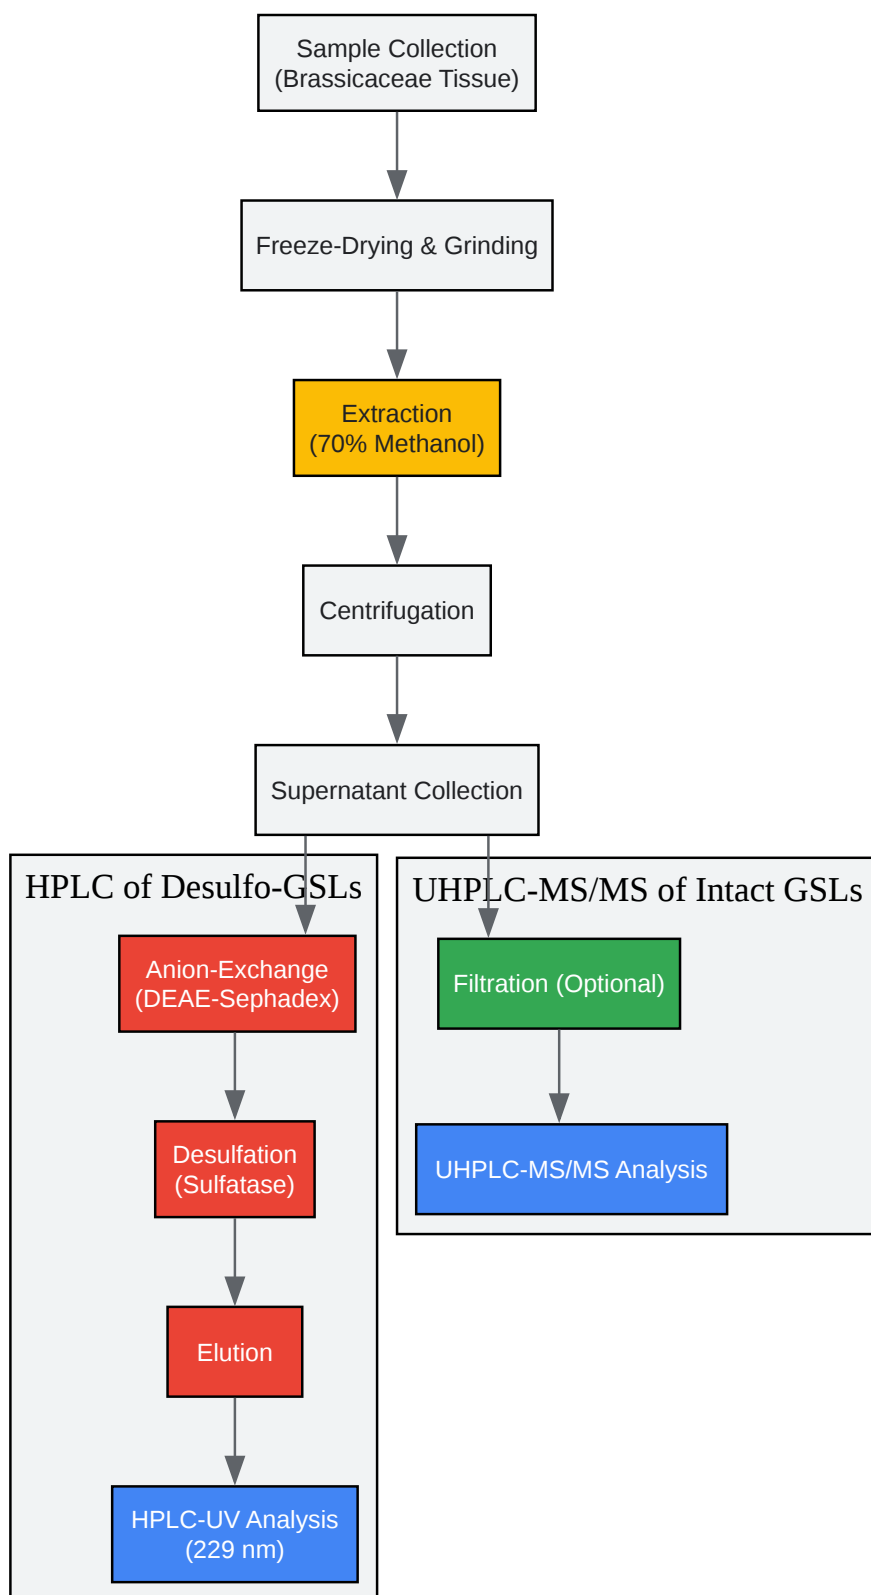 Sample Collection
(Brassicaceae Tissue)
Freeze-Drying & Grinding
Extraction
(70% Methanol)
Centrifugation
Supernatant Collection
HPLC of Desulfo-GSLs
Anion-Exchange
(DEAE-Sephadex)
Desulfation
(Sulfatase)
Elution
HPLC-UV Analysis
(229 nm)
UHPLC-MS/MS of Intact GSLs
Filtration (Optional)
UHPLC-MS/MS Analysis